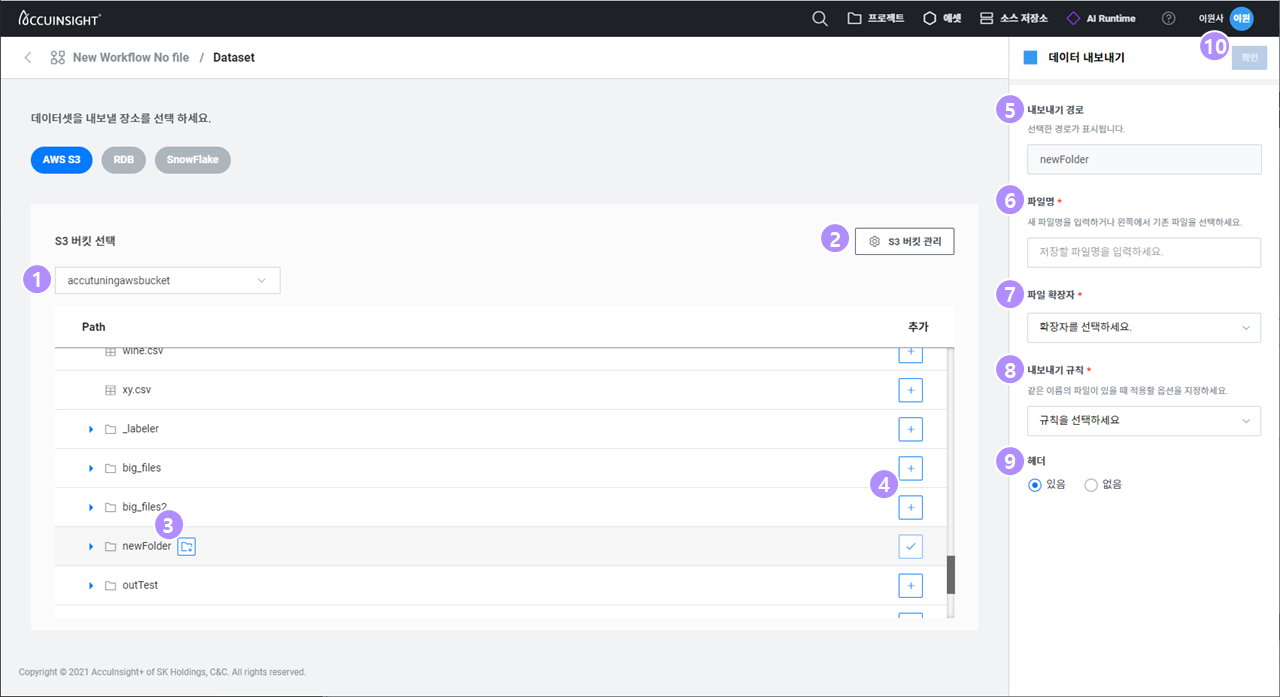 ACCUINSIGHT+
프로젝트
애셋
소스 저장소
AI Runtime
?
이원사
이원
New Workflow No file / Dataset
데이터셋을 내보낼 장소를 선택 하세요.
AWS S3
RDB
SnowFlake
S3 버킷 선택
2
S3 버킷 관리
1
accutuningawsbucket
Path
추가
wine.csv
xy.csv
_labeler
big_files
4
big_files2
3
newFolder
outTest
Copyright © 2021 AccuInsight+ of SK Holdings, C&C. All rights reserved.
데이터 내보내기
10
확인
5
내보내기 경로
선택한 경로가 표시됩니다.
newFolder
6
파일명 *
새 파일명을 입력하거나 왼쪽에서 기존 파일을 선택하세요.
저장할 파일명을 입력하세요.
7
파일 확장자 *
확장자를 선택하세요.
8
내보내기 규칙 *
같은 이름의 파일이 있을 때 적용할 옵션을 지정하세요.
규칙을 선택하세요
9
헤더
있음
없음